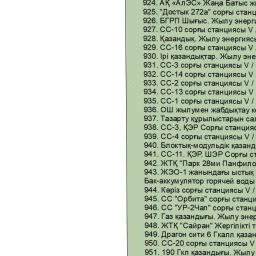 924. АҚ «АлЭС» Жаңа Батыс жы
925. "Достык 272а" сорғы станц
926. БГРП Шығыс. Жылу энерг
927. СС-10 сорғы станциясы V /
928. Қазандық. Жылу энергиясы
929. СС-16 сорғы станциясы V /
930. Ірі қазандықтар. Жылу эне
931. СС-3 сорғы станциясы V /
932. СС-14 сорғы станциясы V /
933. СС-2 сорғы станциясы V /
934. СС-13 сорғы станциясы V /
935. СС-1 сорғы станциясы V /
936. ОШ жылумен жабдықтау к
937. Тазарту құрылыстарын сал
938. СС-3, ҚЭР Сорғы станцияс
939. СС-4 сорғы станциясы V /
940. Блоктық-модульдік қазанд
941. СС-11. ҚЭР. ШЭР Сорғы ст
942. ЖТҚ "Парк 28ми Панфило
943. ЖЭО-1 жанындағы ыстық
Бак-аккумулятор горячей воды
944. Көріз сорғы станциясы V /
945. СС "Орбита" сорғы станци
946. СС "УР-2Чап" сорғы станц
947. Газ қазандығы. Жылу энер
948. ЖТҚ "Сайран" Жергілікті т
949. Драгон сити 6 Гкалл қазан
950. СС-20 сорғы станциясы V
951. 190 Гкл қазандығы. Жылу